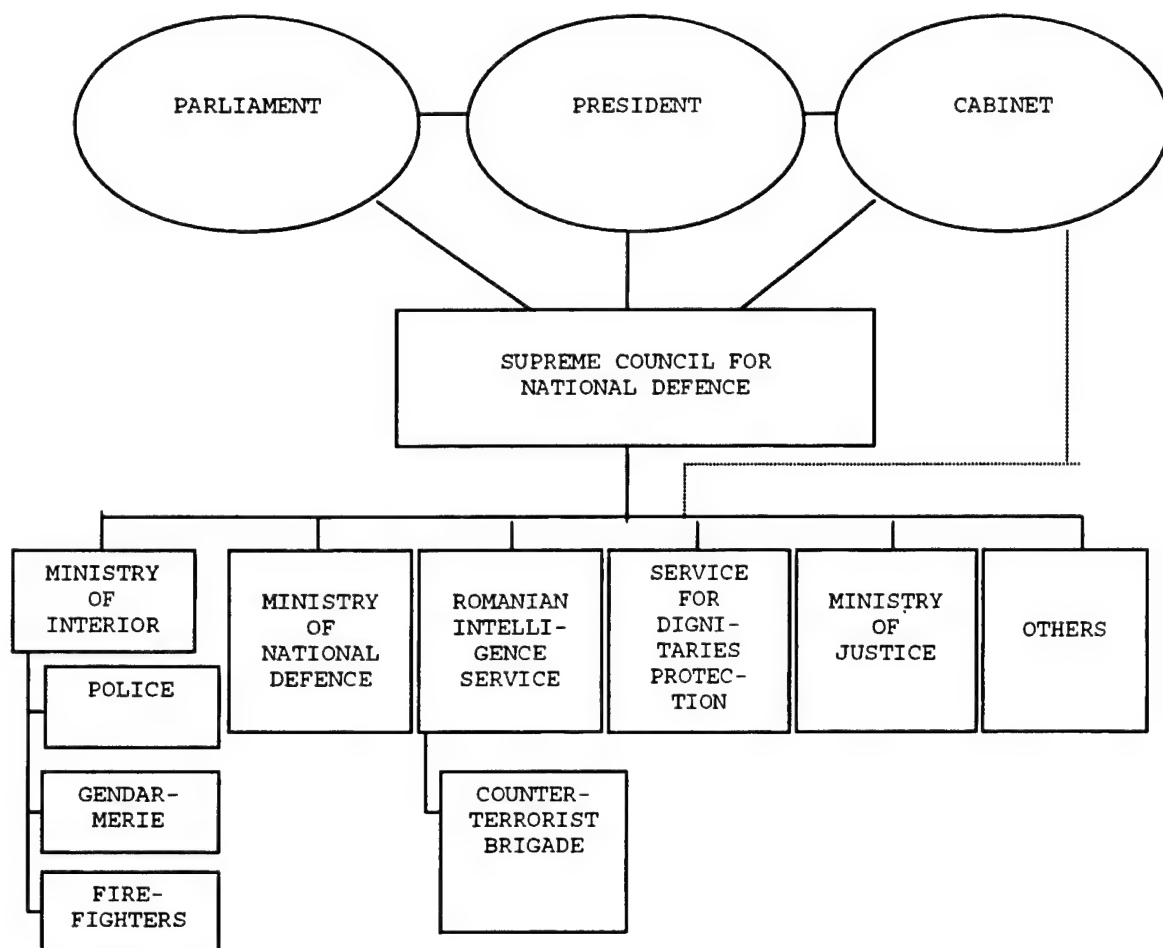 PARLIAMENT
PRESIDENT
CABINET
SUPREME COUNCIL FOR
NATIONAL DEFENCE
MINISTRY
OF
INTERIOR
MINISTRY
OF
NATIONAL
DEFENCE
ROMANIAN
INTELLI-
GENCE
SERVICE
SERVICE
FOR
DIGNI-
TARIES
PROTEC-
TION
MINISTRY
OF
JUSTICE
OTHERS
POLICE
GENDAR-
MERIE
FIRE-
FIGHTERS
COUNTER-
TERRORIST
BRIGADE